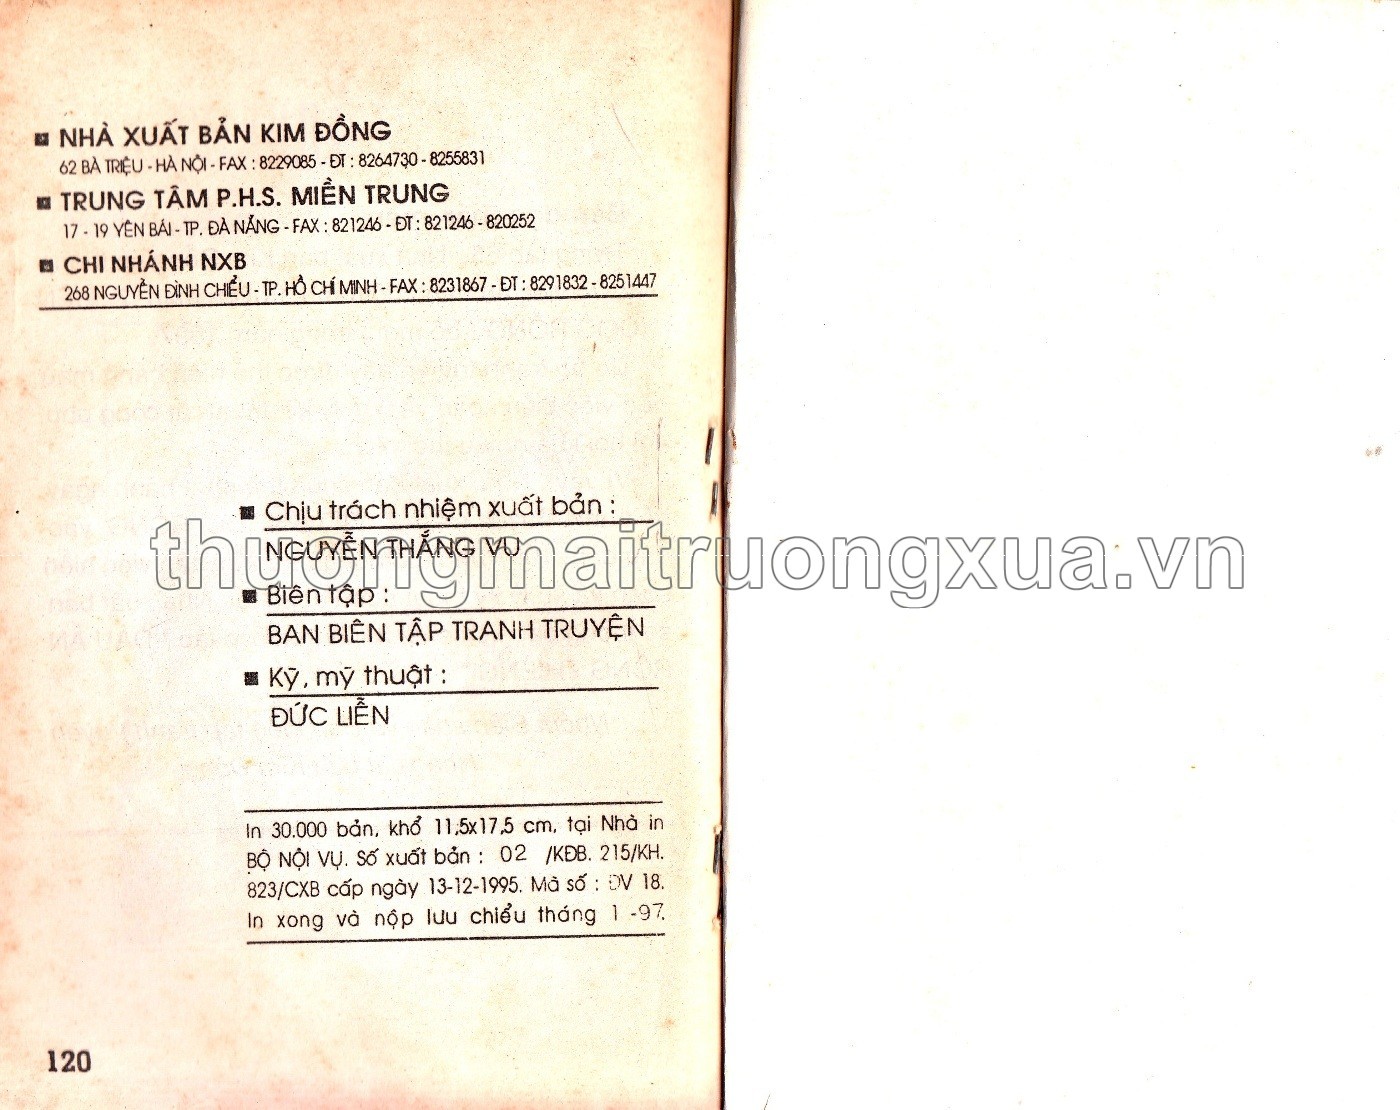 NHÀ XUẤT BẢN KIM ĐỒNG
62 BÀ TRIỆU - HÀ NỘI - FAX : 8229085 - ĐT : 8264730 - 8255831
TRUNG TÂM P.H.S. MIỀN TRUNG
17 - 19 YÊN BÁI - TP. ĐÀ NẴNG - FAX : 821246 - ĐT : 821246 - 820252
CHI NHÁNH NXB
268 NGUYỄN ĐÌNH CHIỂU - TP. HỒ CHÍ MINH - FAX : 8231867 - ĐT : 8291832 - 8251447
Chịu trách nhiệm xuất bản :
NGUYỄN THẮNG VU
thuongmaitruongxua.vn
Biên tập :
BAN BIÊN TẬP TRANH TRUYỆN
Kỹ, mỹ thuật :
ĐỨC LIỄN
In 30.000 bản, khổ 11,5x17,5 cm, tại Nhà in
BỘ NỘI VỤ. Số xuất bản : 02 /KĐB. 215/KH.
823/CXB cấp ngày 13-12-1995. Mã số : ĐV 18.
In xong và nộp lưu chiểu tháng 1 -97.
120